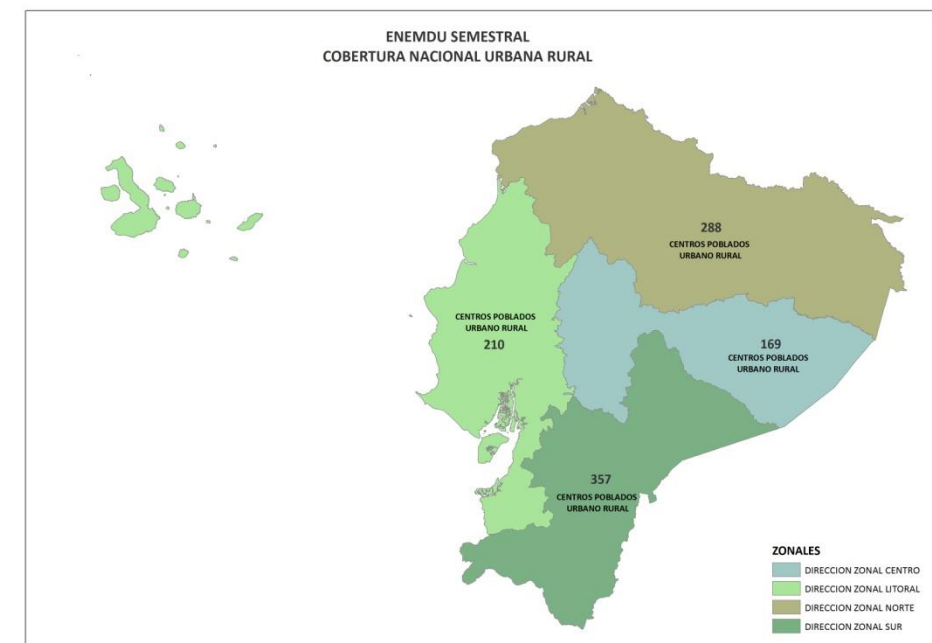 ENEMDU SEMESTRAL
COBERTURA NACIONAL URBANA RURAL
288
CENTROS POBLADOS
URBANO RURAL
CENTROS POBLADOS
URBANO RURAL
210
169
CENTROS POBLADOS
URBANO RURAL
357
CENTROS POBLADOS
URBANO RURAL
ZONALES
DIRECCION ZONAL CENTRO
DIRECCION ZONAL LITORAL
DIRECCION ZONAL NORTE
DIRECCION ZONAL SUR